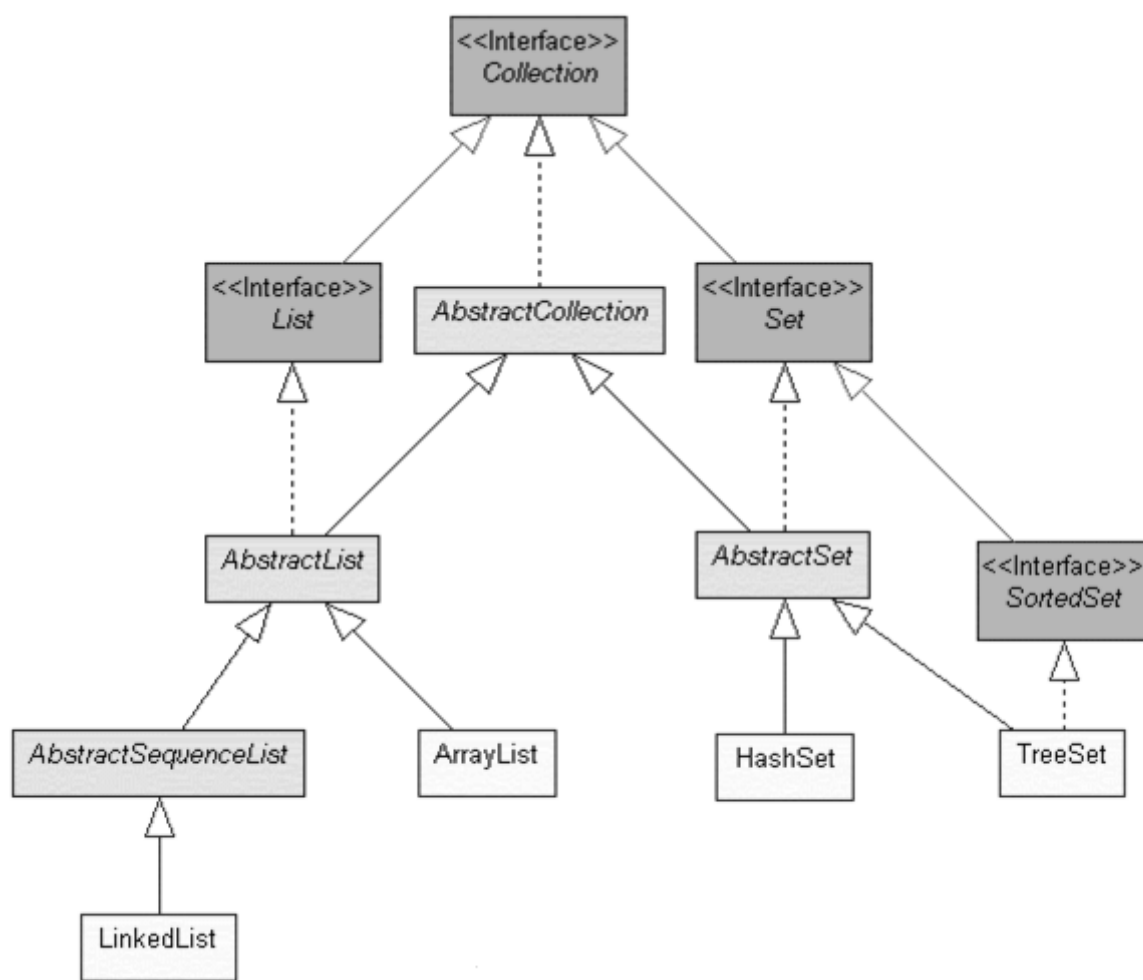 <<Interface>>
Collection
<<Interface>>
List
AbstractCollection
<<Interface>>
Set
AbstractList
AbstractSet
<<Interface>>
SortedSet
AbstractSequenceList
ArrayList
HashSet
TreeSet
LinkedList